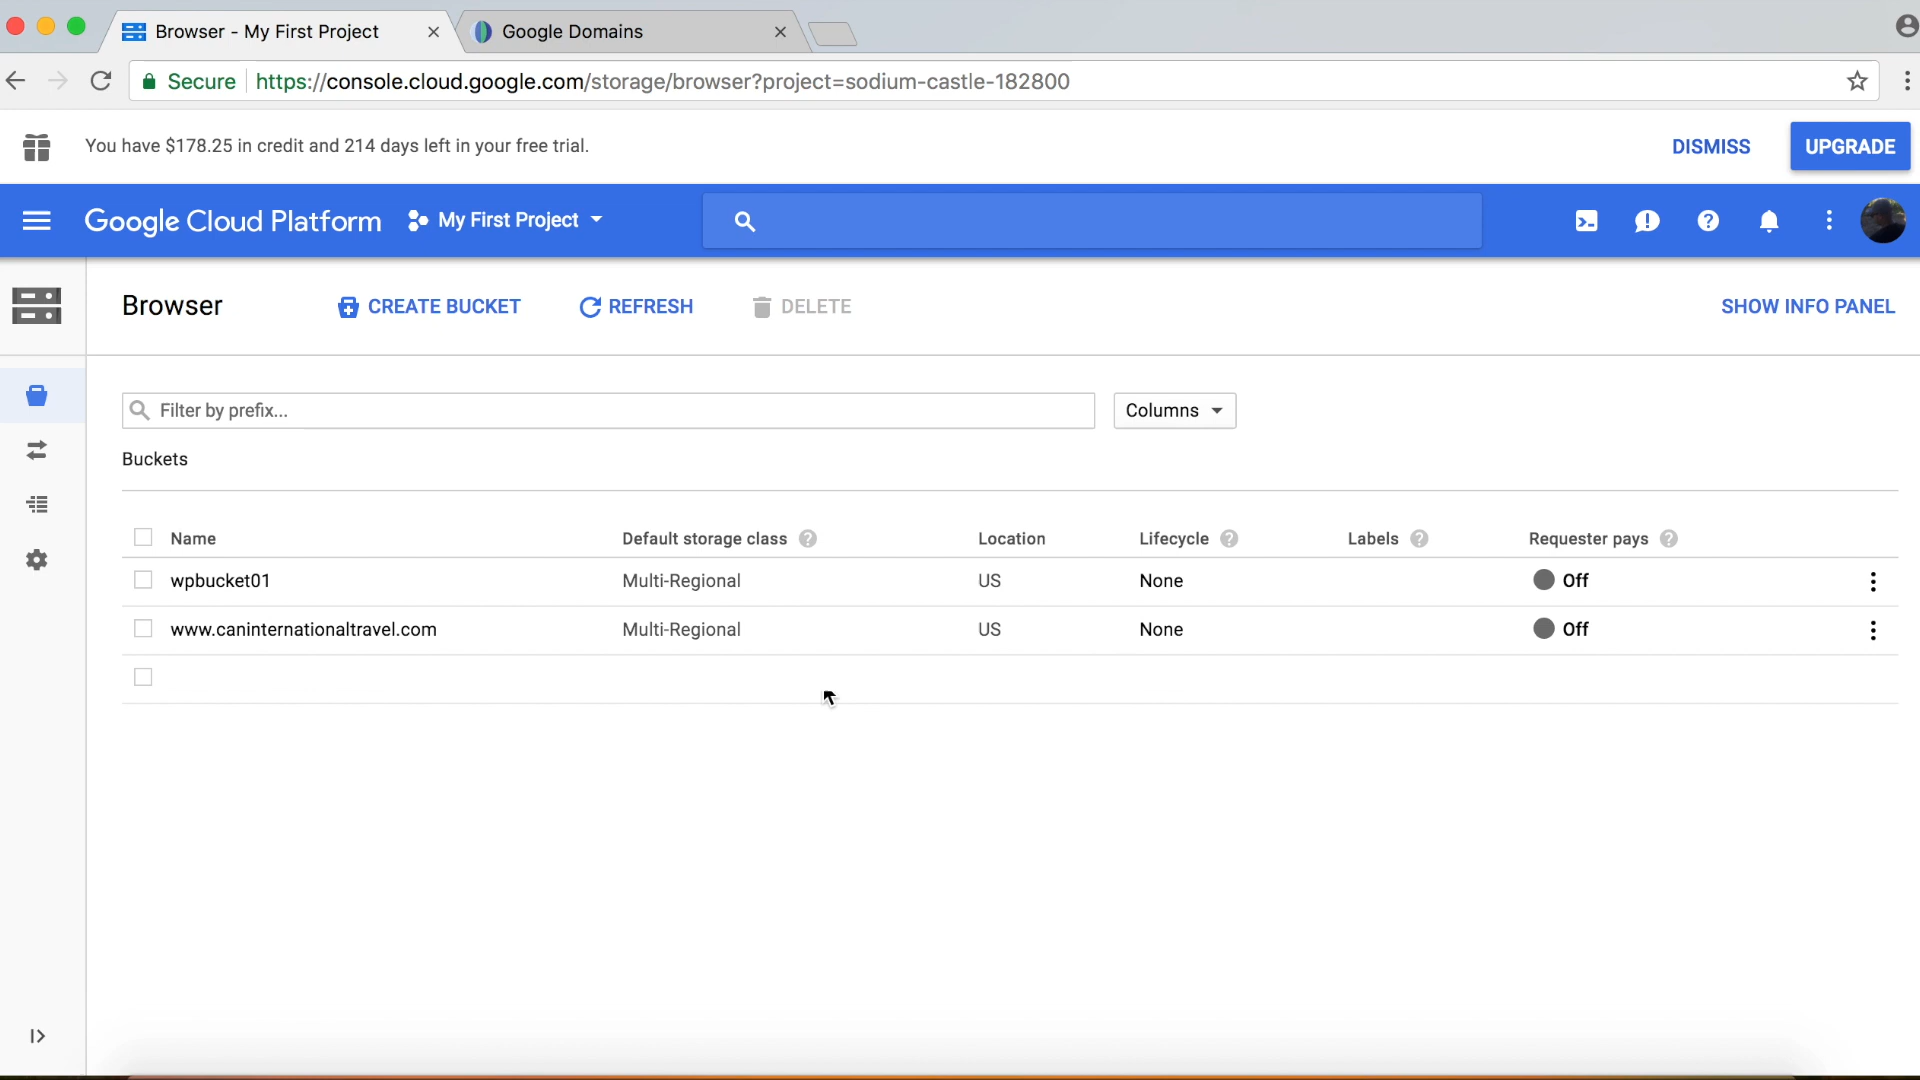 Browser - My First Project
Google Domains
Secure https://console.cloud.google.com/storage/browser?project=sodium-castle-182800
You have $178.25 in credit and 214 days left in your free trial.
DISMISS
UPGRADE
Google Cloud Platform
My First Project
Browser
CREATE BUCKET
REFRESH
DELETE
SHOW INFO PANEL
Filter by prefix...
Columns
Buckets
Name Default storage class Location Lifecycle Labels Requester pays
wpbucket01 Multi-Regional US None Off
www.caninternationaltravel.com Multi-Regional US None Off